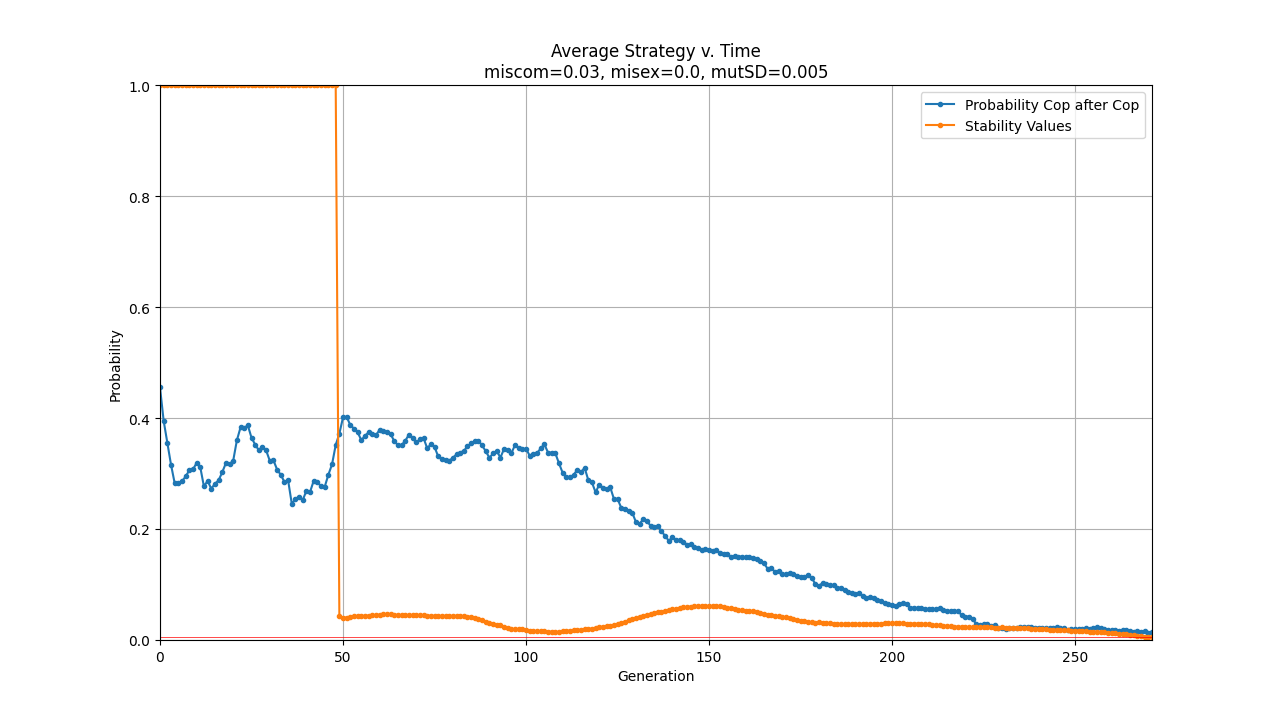 Average Strategy v. Time
miscom=0.03, misex=0.0, mutSD=0.005
Probability Cop after Cop
Stability Values
1.0
0.8
0.6
0.4
0.2
0.0
Probability
0 50 100 150 200 250
Generation